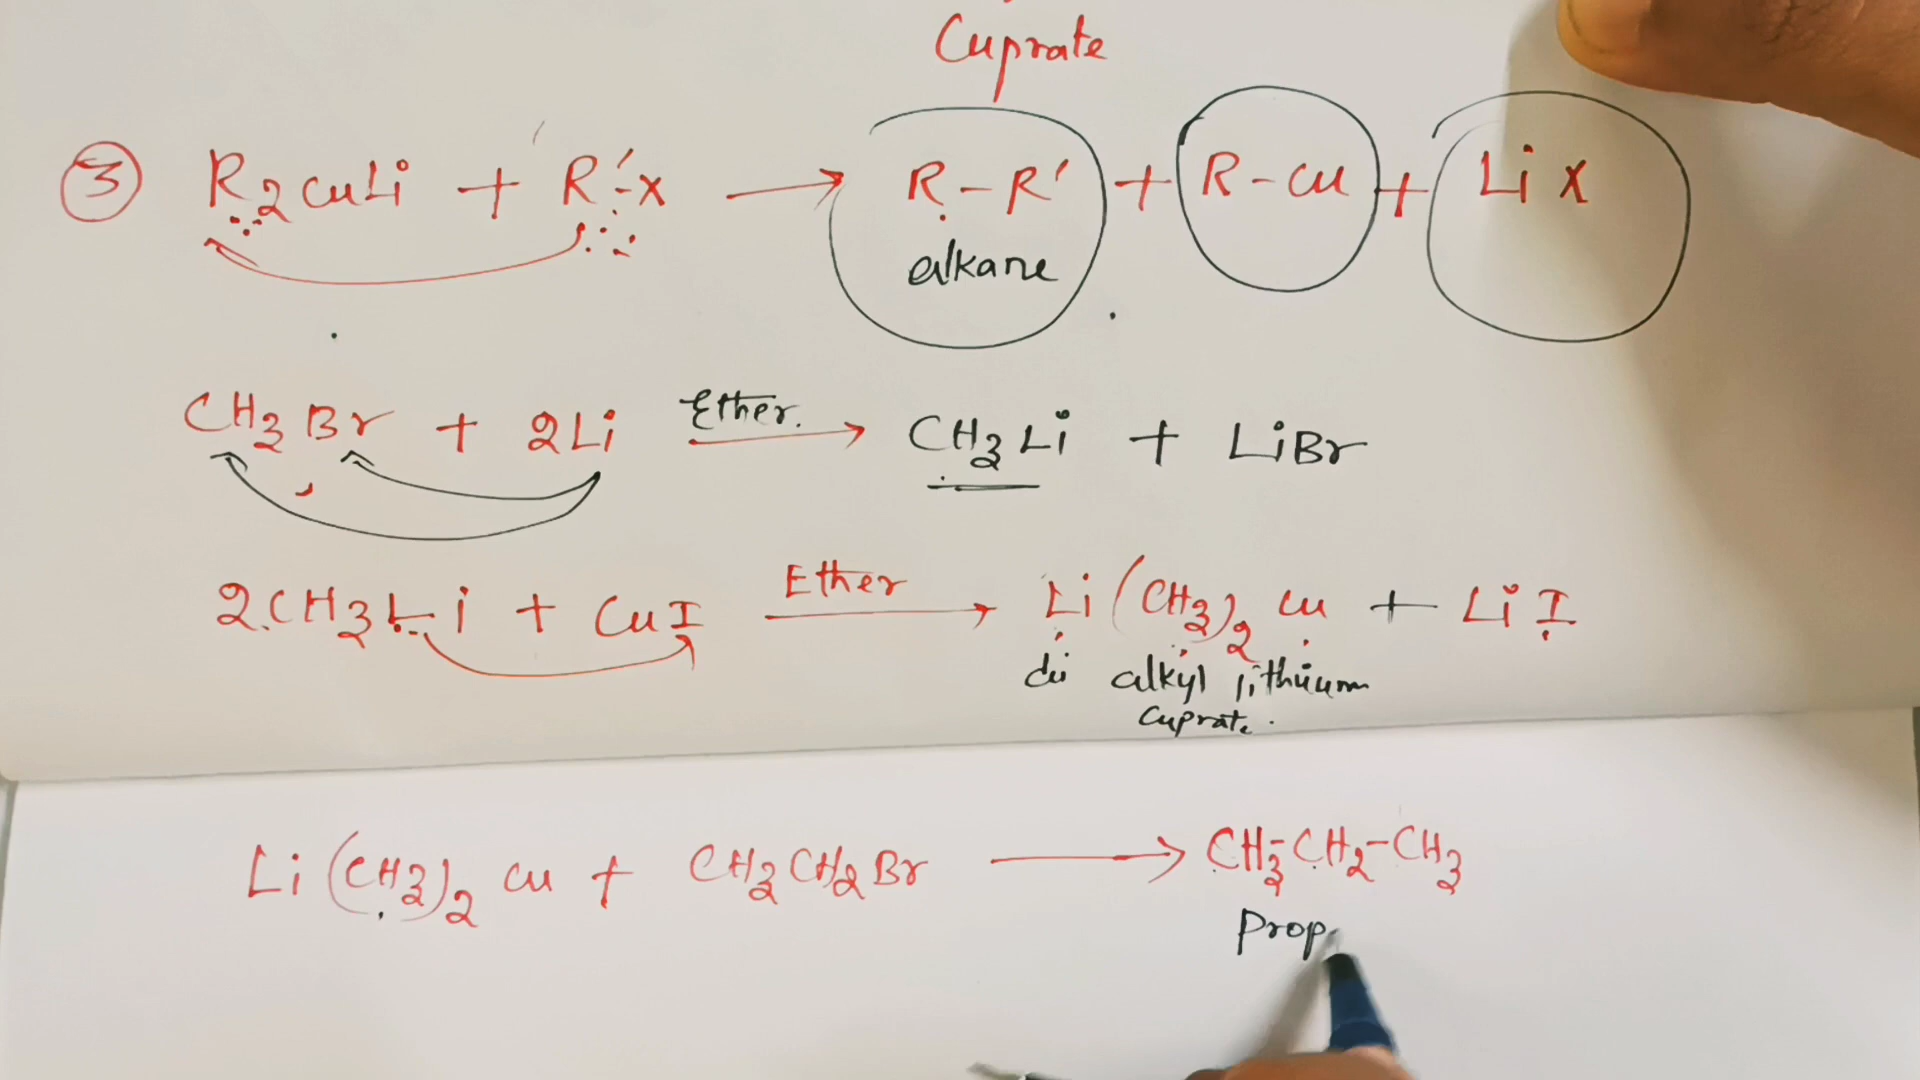 Cuprate
③ R₂CuLi + R'-X → R-R' + R-Cu + LiX
alkane
CH₃Br + 2Li Ether. → CH₃Li + LiBr
2CH₃Li + CuI Ether → Li(CH₃)₂Cu + LiI
di alkyl lithium
cuprate.
Li(CH₃)₂Cu + CH₃CH₂Br → CH₃-CH₂-CH₃
Prop